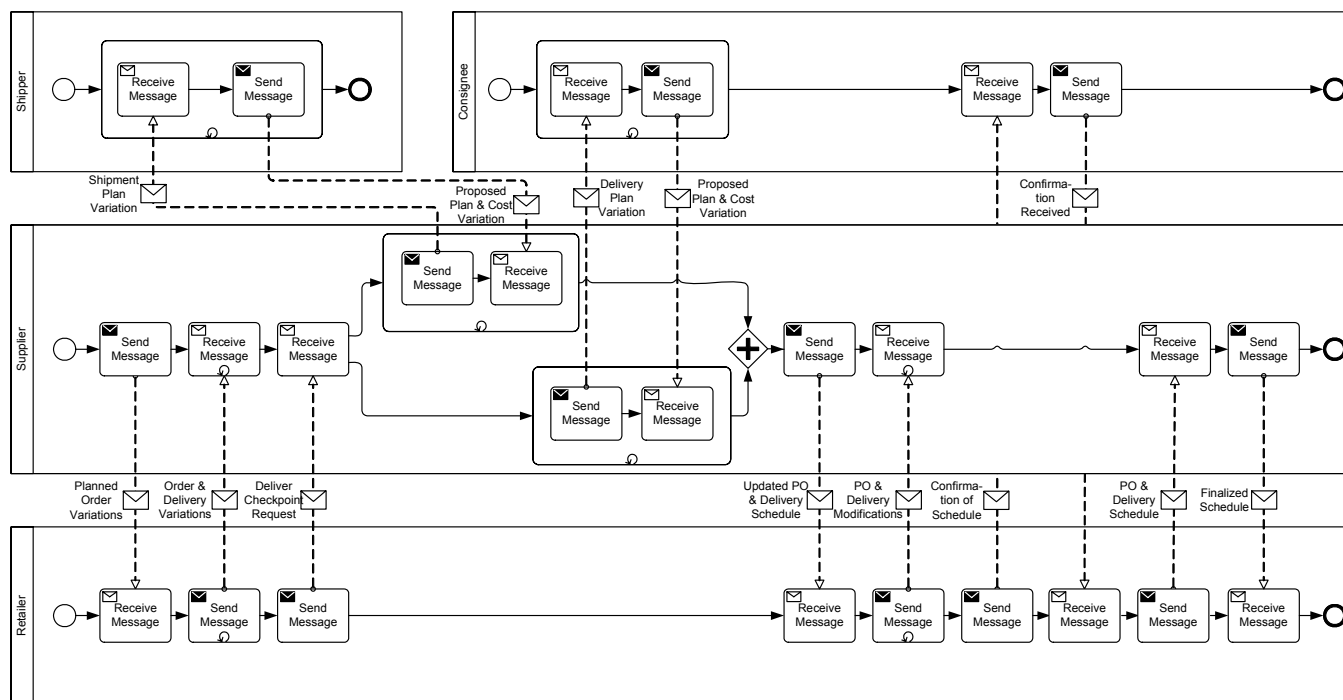 Shipper
Receive
Message
Send
Message
Consignee
Receive
Message
Send
Message
Receive
Message
Send
Message
Shipment
Plan
Variation
Proposed
Plan & Cost
Variation
Delivery
Plan
Variation
Proposed
Plan & Cost
Variation
Confirma-
tion
Received
Supplier
Send
Message
Receive
Message
Send
Message
Receive
Message
Receive
Message
Send
Message
Receive
Message
Send
Message
Receive
Message
Receive
Message
Send
Message
Planned
Order
Variations
Order &
Delivery
Variations
Deliver
Checkpoint
Request
Updated PO
& Delivery
Schedule
PO &
Delivery
Modifications
Confirma-
tion of
Schedule
PO &
Delivery
Schedule
Finalized
Schedule
Retailer
Receive
Message
Send
Message
Send
Message
Receive
Message
Send
Message
Send
Message
Receive
Message
Send
Message
Receive
Message